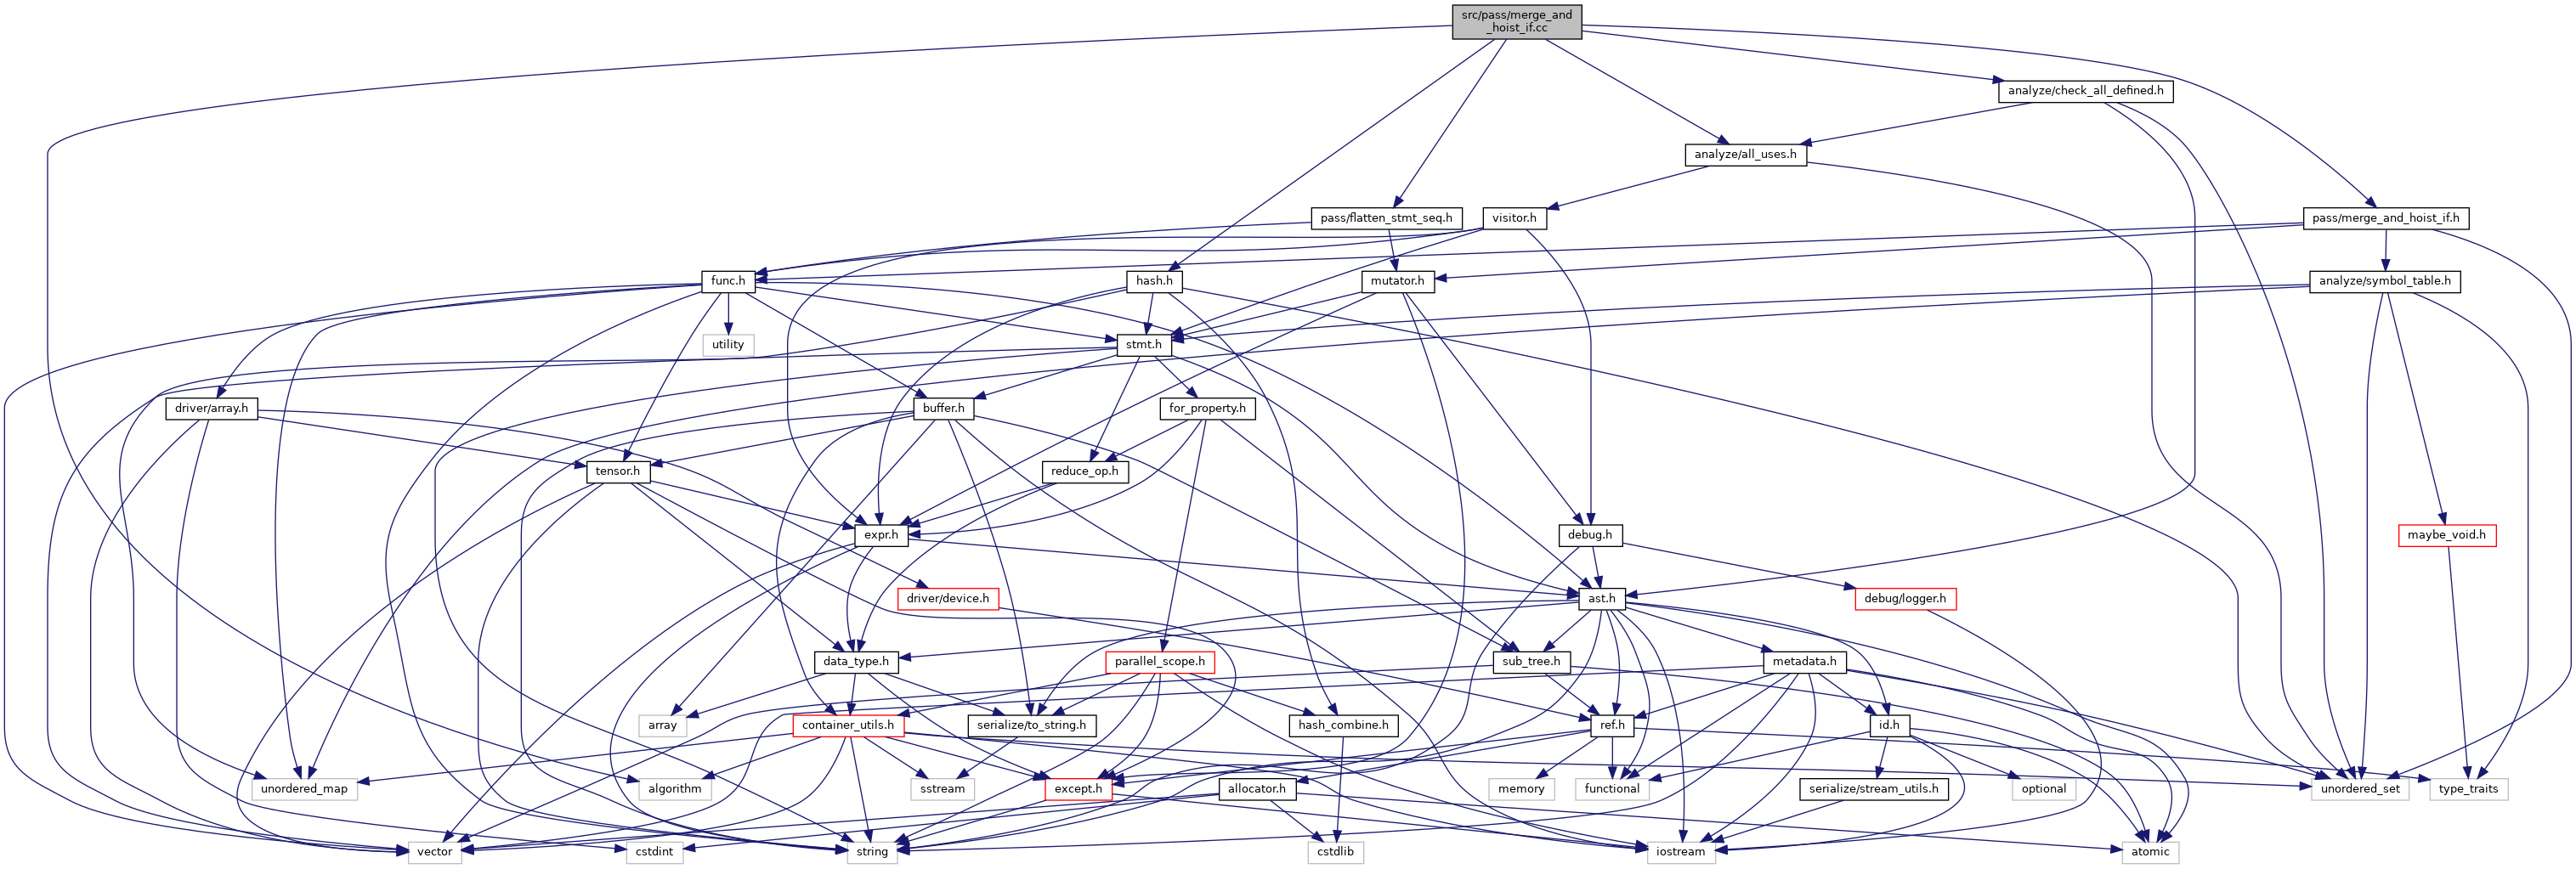 src/pass/merge_and
_hoist_if.cc
analyze/check_all_defined.h
analyze/all_uses.h
pass/flatten_stmt_seq.h
visitor.h
pass/merge_and_hoist_if.h
func.h
hash.h
mutator.h
analyze/symbol_table.h
utility
stmt.h
driver/array.h
buffer.h
for_property.h
tensor.h
reduce_op.h
expr.h
debug.h
maybe_void.h
driver/device.h
ast.h
debug/logger.h
data_type.h
parallel_scope.h
sub_tree.h
metadata.h
array
container_utils.h
serialize/to_string.h
hash_combine.h
ref.h
id.h
unordered_map
algorithm
sstream
except.h
allocator.h
memory
functional
serialize/stream_utils.h
optional
unordered_set
type_traits
vector
cstdint
string
cstdlib
iostream
atomic